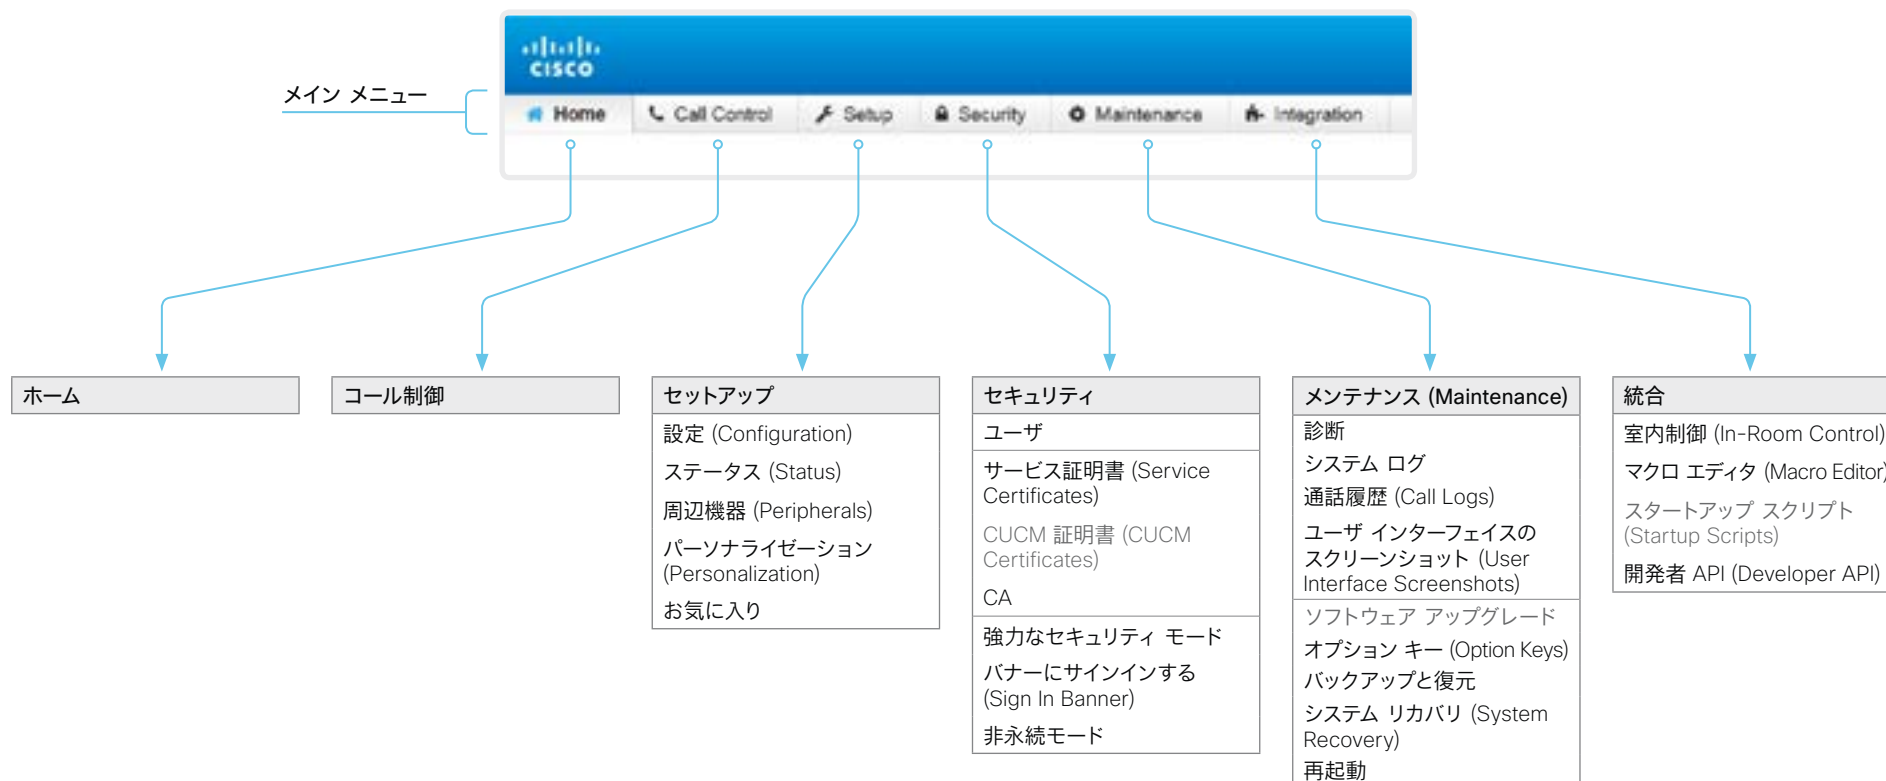 CISCO
メイン メニュー
Home
Call Control
Setup
Security
Maintenance
Integration
ホーム
コール制御
セットアップ
設定 (Configuration)
ステータス (Status)
周辺機器 (Peripherals)
パーソナライゼーション
(Personalization)
お気に入り
セキュリティ
ユーザ
サービス証明書 (Service
Certificates)
CUCM 証明書 (CUCM
Certificates)
CA
強力なセキュリティ モード
バナーにサインインする
(Sign In Banner)
非永続モード
メンテナンス (Maintenance)
診断
システム ログ
通話履歴 (Call Logs)
ユーザ インターフェイスの
スクリーンショット (User
Interface Screenshots)
ソフトウェア アップグレード
オプション キー (Option Keys)
バックアップと復元
システム リカバリ (System
Recovery)
再起動
統合
室内制御 (In-Room Control)
マクロ エディタ (Macro Editor)
スタートアップ スクリプト
(Startup Scripts)
開発者 API (Developer API)